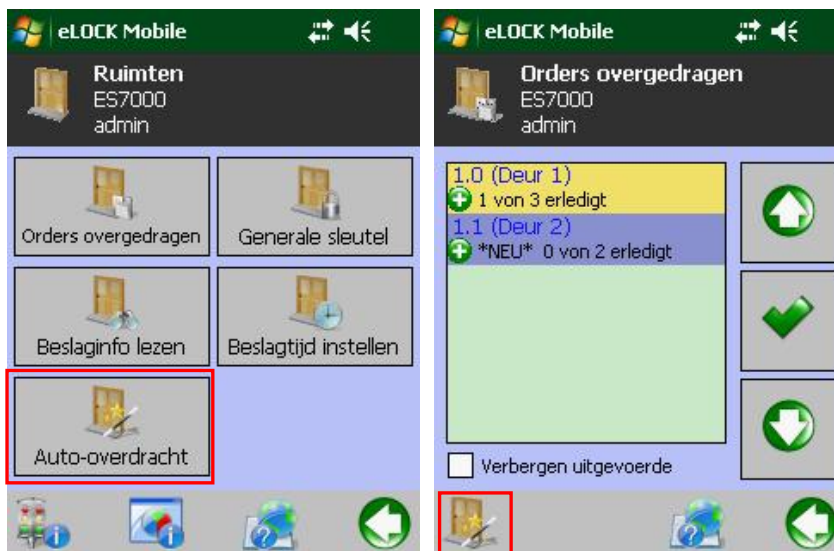 eLOCK Mobile
Ruimten
ES7000
admin
Orders overgedragen
Generale sleutel
Beslaginfo lezen
Beslagtijd instellen
Auto-overdracht
eLOCK Mobile
Orders overgedragen
ES7000
admin
1.0 (Deur 1)
1 von 3 erledigt
1.1 (Deur 2)
*NEU* 0 von 2 erledigt
Verbergen uitgevoerde